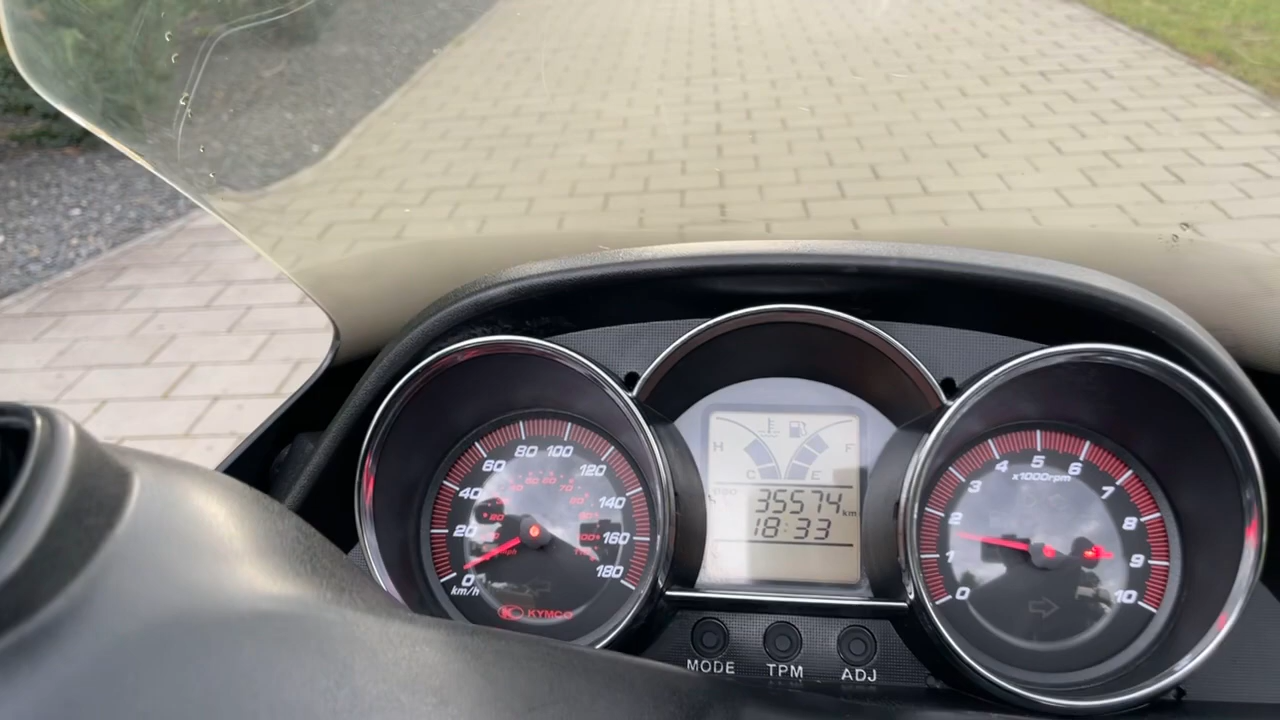 0 20 40 60 80 100 120 140 160 180
km/h
KYMCO
H F
C E
ODO
35574 km
18:33
MODE TPM ADJ
0 1 2 3 4 5 6 7 8 9 10
x1000rpm